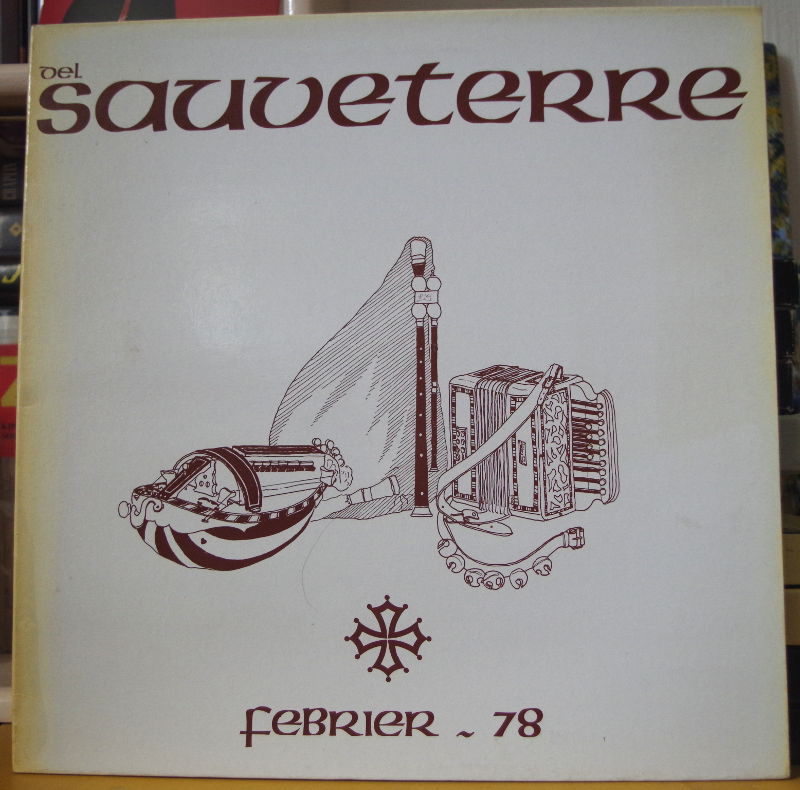 del
sauveterre
febrier ~ 78